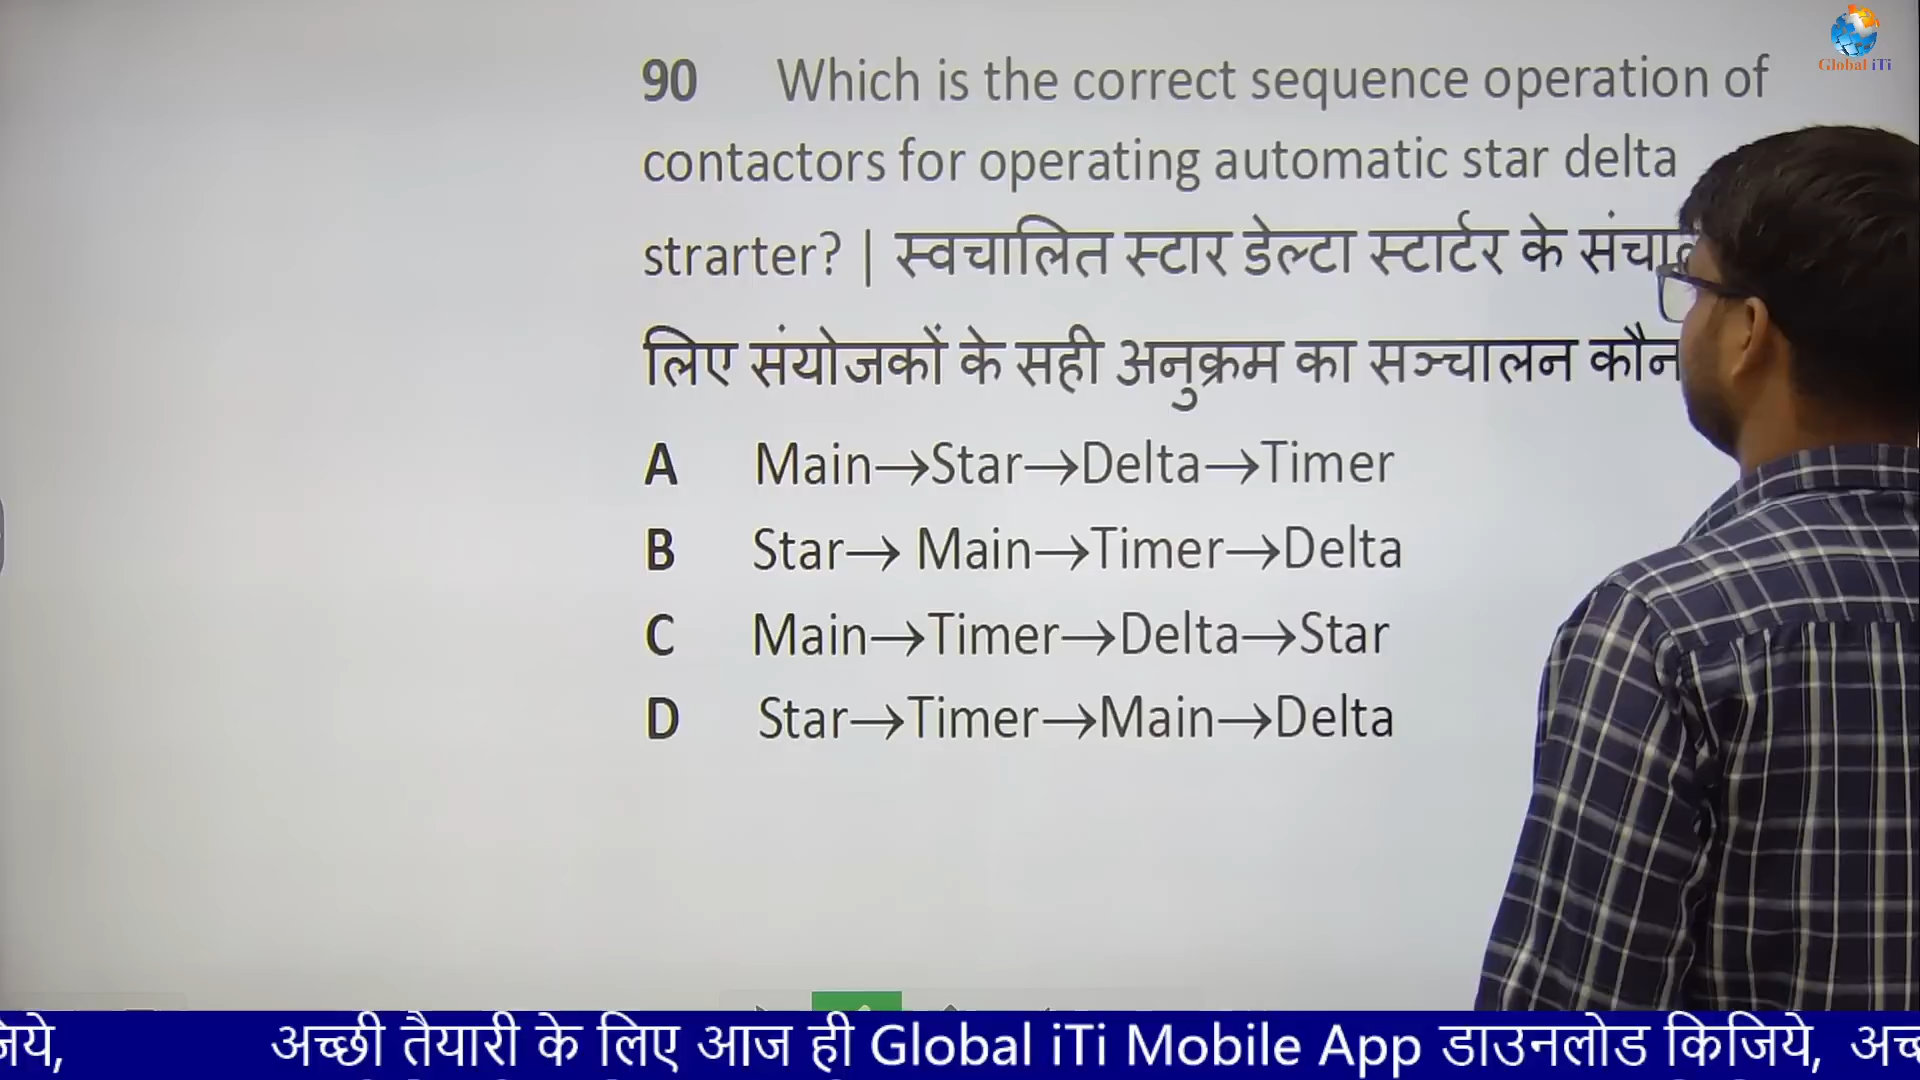 Global iTi
90 Which is the correct sequence operation of
contactors for operating automatic star delta
strarter? | स्वचालित स्टार डेल्टा स्टार्टर के
लिए संयोजकों के सही अनुक्रम का सञ्चालन कौन
A Main→Star→Delta→Timer
B Star→ Main→Timer→Delta
C Main→Timer→Delta→Star
D Star→Timer→Main→Delta
अच्छी तैयारी के लिए आज ही Global iTi Mobile App डाउनलोड किजिये,